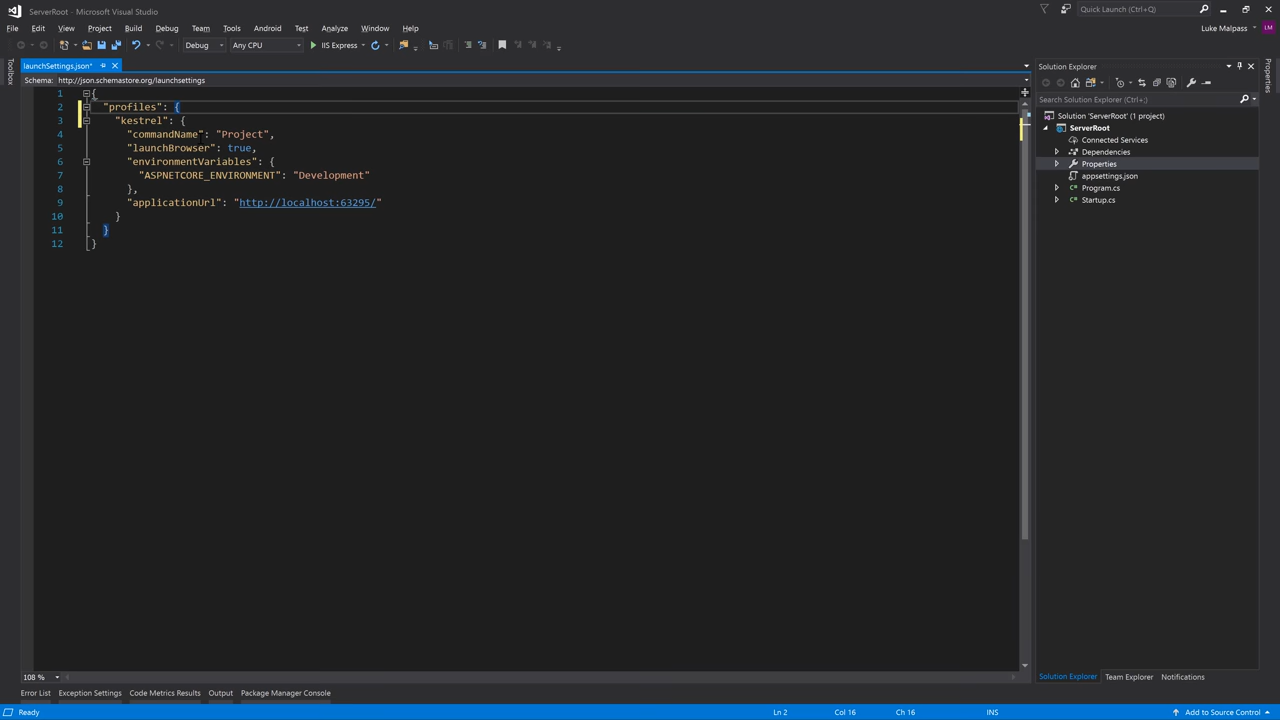 ServerRoot - Microsoft Visual Studio
Quick Launch (Ctrl+Q)
File Edit View Project Build Debug Team Tools Android Test Analyze Window Help
Luke Malpass
LM
Debug Any CPU IIS Express
Toolbox
launchSettings.json*
Schema: http://json.schemastore.org/launchsettings
1 {
2 "profiles": {
3 "kestrel": {
4 "commandName": "Project",
5 "launchBrowser": true,
6 "environmentVariables": {
7 "ASPNETCORE_ENVIRONMENT": "Development"
8 },
9 "applicationUrl": "http://localhost:63295/"
10 }
11 }
12 }
Solution Explorer
Search Solution Explorer (Ctrl+;)
Solution 'ServerRoot' (1 project)
ServerRoot
Connected Services
Dependencies
Properties
appsettings.json
Program.cs
Startup.cs
Properties
108 %
Solution Explorer Team Explorer Notifications
Error List Exception Settings Code Metrics Results Output Package Manager Console
Ready
Ln 2 Col 16 Ch 16 INS
Add to Source Control